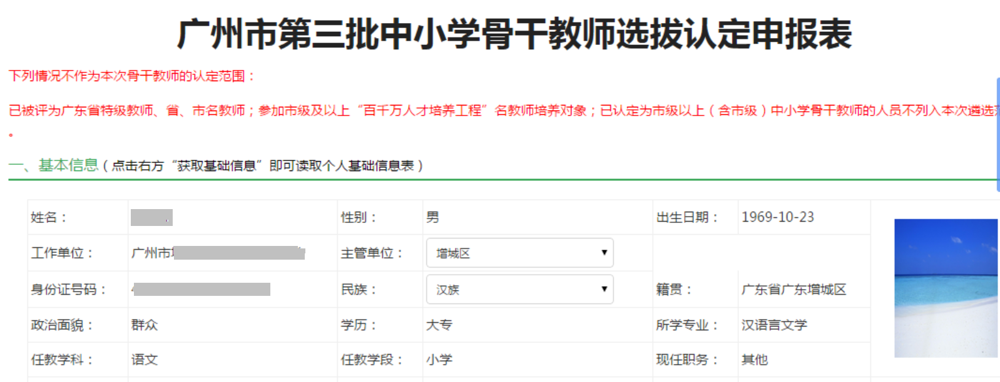 广州市第三批中小学骨干教师选拔认定申报表
下列情况不作为本次骨干教师的认定范围：
已被评为广东省特级教师、省、市名教师；参加市级及以上“百千万人才培养工程”名教师培养对象；已认定为市级以上（含市级）中小学骨干教师的人员不列入本次遴选
。
一、基本信息（点击右方“获取基础信息”即可读取个人基础信息表）
姓名： 性别： 男 出生日期： 1969-10-23
工作单位： 广州市 主管单位： 增城区
身份证号码： 民族： 汉族 籍贯： 广东省广东增城区
政治面貌： 群众 学历： 大专 所学专业： 汉语言文学
任教学科： 语文 任教学段： 小学 现任职务： 其他